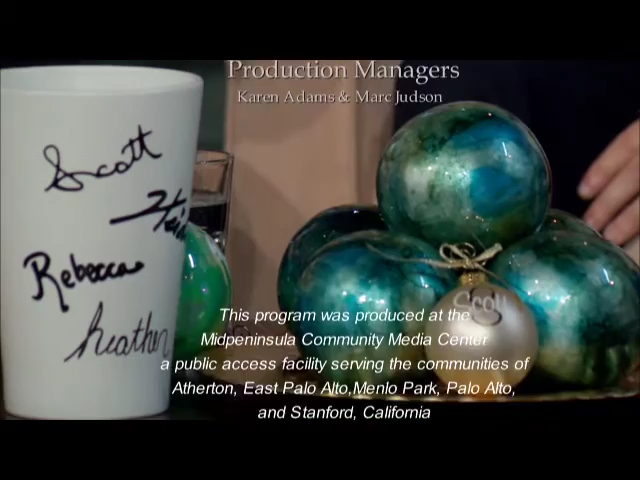 Production Managers
Karen Adams & Marc Judson
Scott
Rebecca
Heather
Scott
This program was produced at the
Midpeninsula Community Media Center
a public access facility serving the communities of
Atherton, East Palo Alto,Menlo Park, Palo Alto,
and Stanford, California